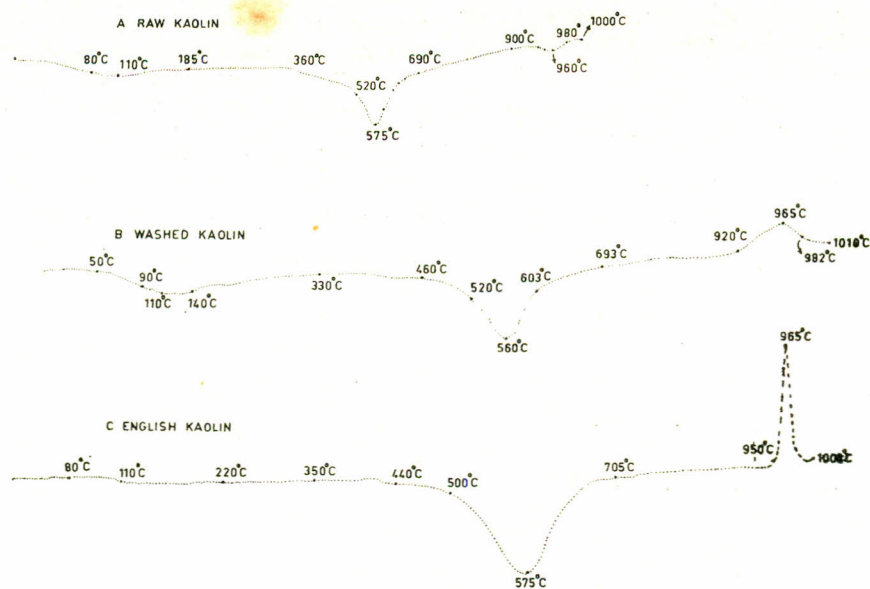 A RAW KAOLIN
80°C 110°C 185°C 360°C 520°C 575°C 690°C 900°C 960°C 980°C 1000°C
B WASHED KAOLIN
50°C 90°C 110°C 140°C 330°C 460°C 520°C 560°C 603°C 693°C 920°C 965°C 982°C 1010°C
C ENGLISH KAOLIN
80°C 110°C 220°C 350°C 440°C 500°C 575°C 705°C 950°C 965°C